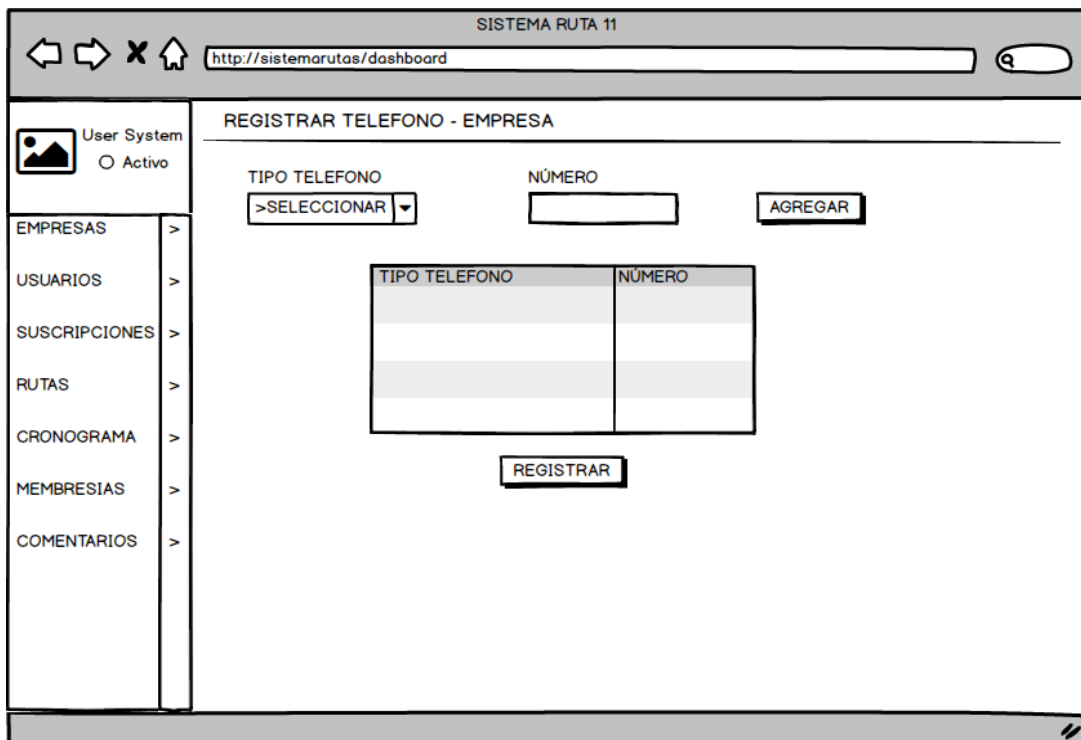 SISTEMA RUTA 11
http://sistemarutas/dashboard
User System
Activo
REGISTRAR TELEFONO - EMPRESA
TIPO TELEFONO
NÚMERO
>SELECCIONAR
AGREGAR
EMPRESAS >
USUARIOS >
SUSCRIPCIONES >
RUTAS >
CRONOGRAMA >
MEMBRESIAS >
COMENTARIOS >
TIPO TELEFONO NÚMERO
REGISTRAR